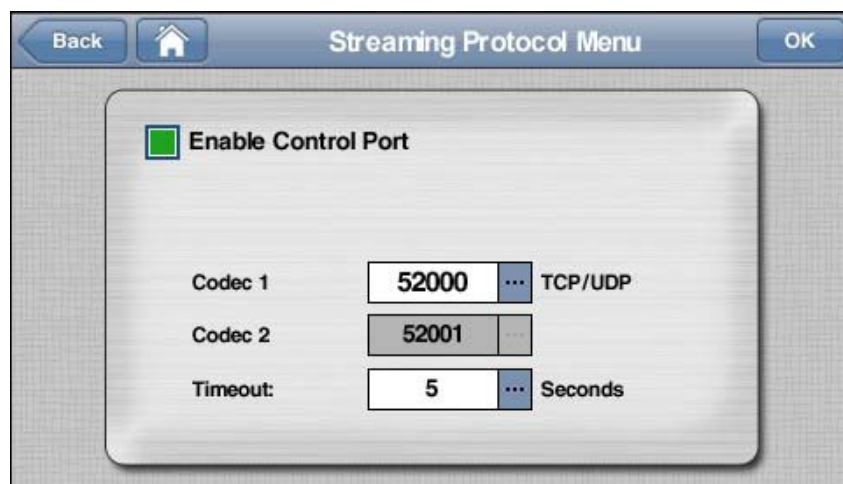 Back Streaming Protocol Menu OK
Enable Control Port
Codec 1 52000 ... TCP/UDP
Codec 2 52001 ...
Timeout: 5 ... Seconds